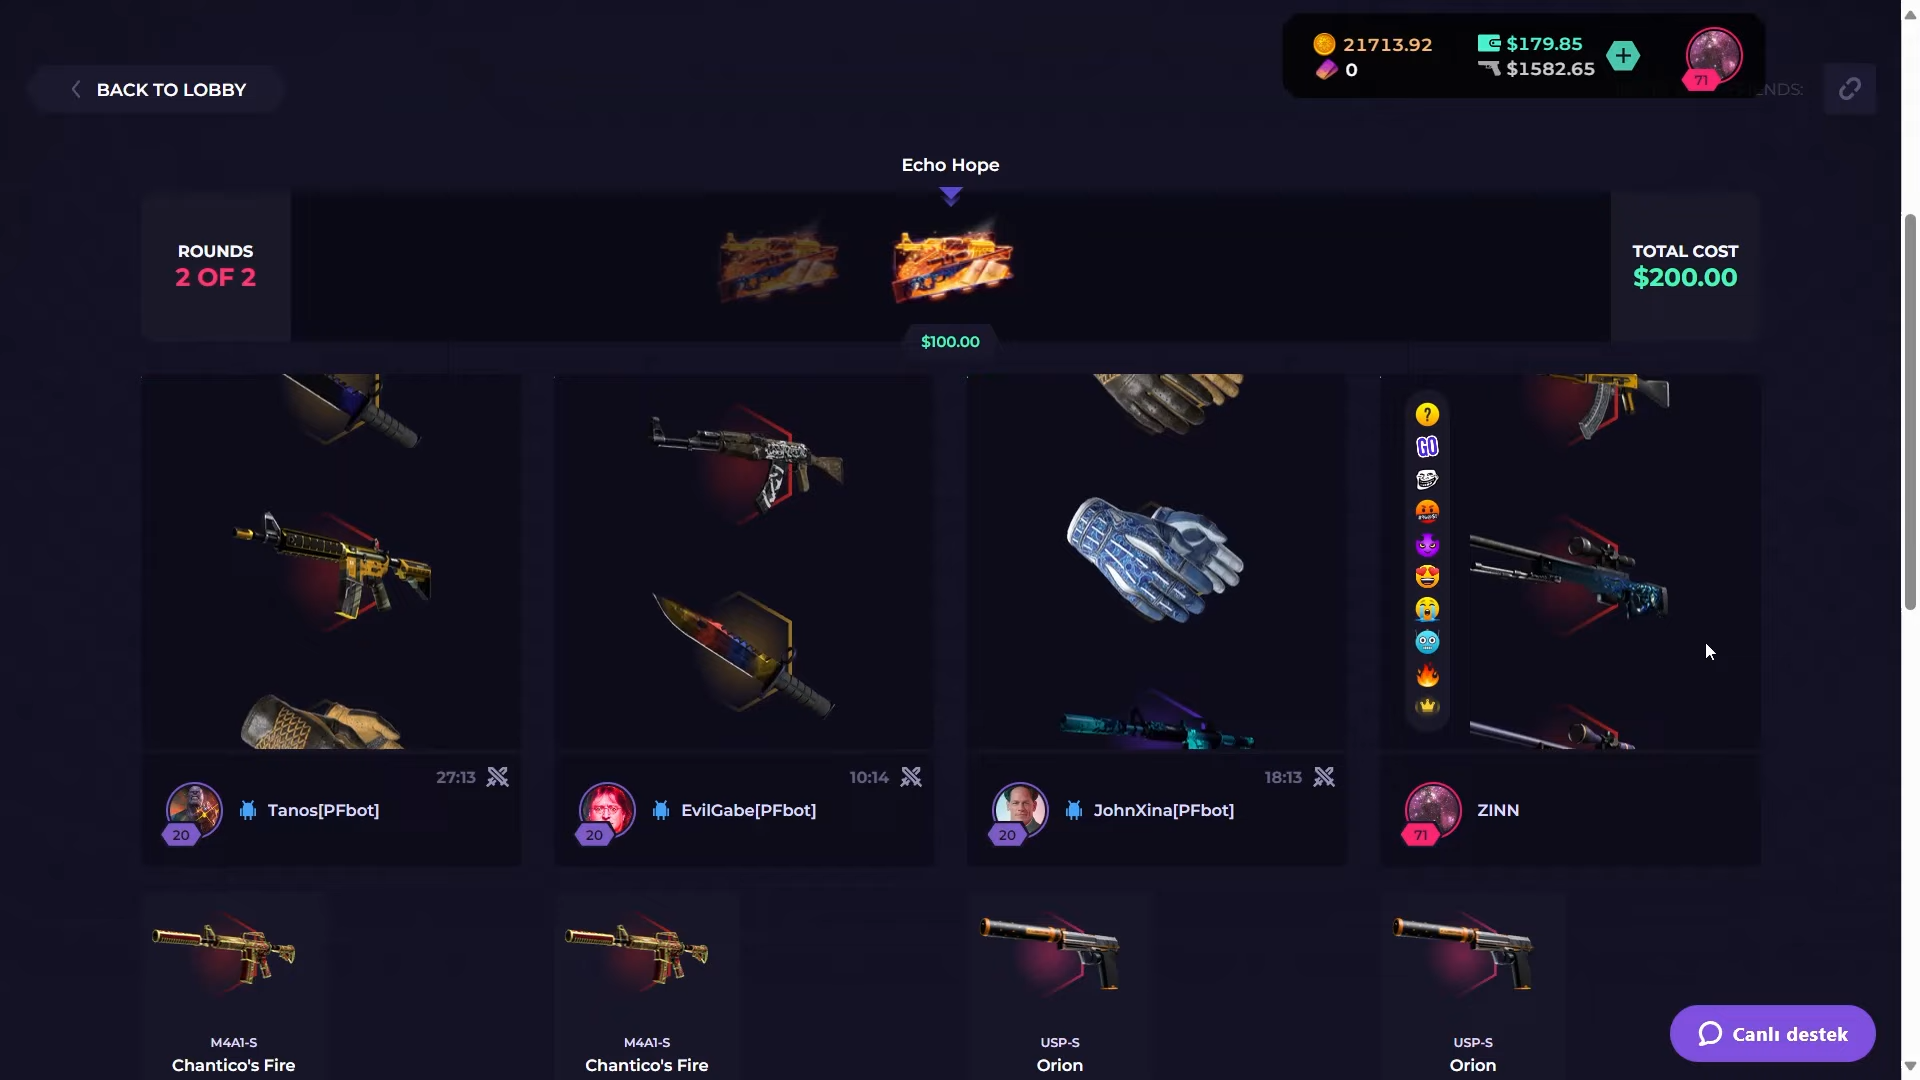 21713.92
$179.85
0
$1582.65
71
BACK TO LOBBY
ENDS:
Echo Hope
ROUNDS
2 OF 2
TOTAL COST
$200.00
$100.00
?
GO
27:13
Tanos[PFbot]
20
10:14
EvilGabe[PFbot]
20
18:13
JohnXina[PFbot]
20
ZINN
71
M4A1-S
Chantico's Fire
M4A1-S
Chantico's Fire
USP-S
Orion
USP-S
Orion
Canlı destek